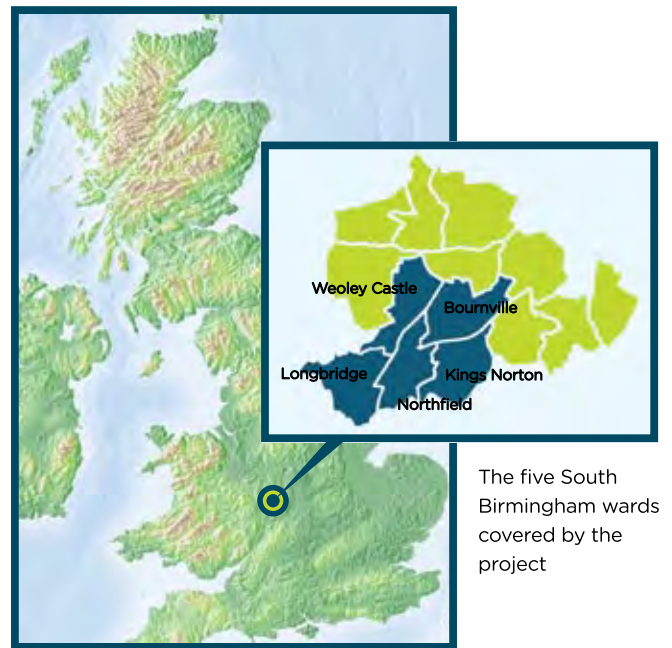 Weoley Castle
Bournville
Longbridge
Kings Norton
Northfield
The five South
Birmingham wards
covered by the
project